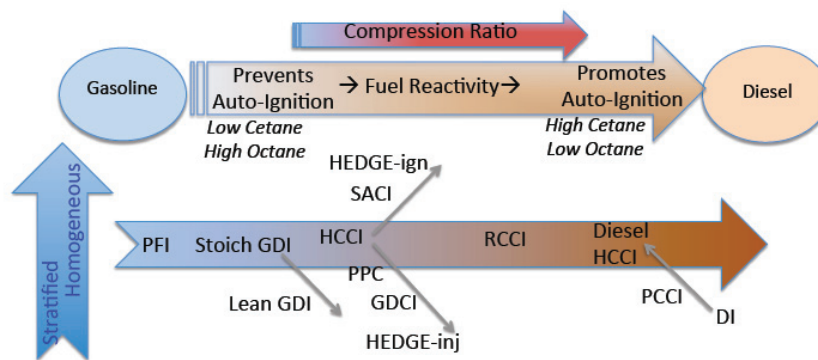 Compression Ratio
Gasoline
Prevents
Auto-Ignition
Low Cetane
High Octane
→ Fuel Reactivity→
Promotes
Auto-Ignition
High Cetane
Low Octane
Diesel
Stratified Homogeneous
HEDGE-ign
SACI
PFI
Stoich GDI
HCCI
RCCI
Diesel
HCCI
PPC
Lean GDI
GDCI
HEDGE-inj
PCCI
DI